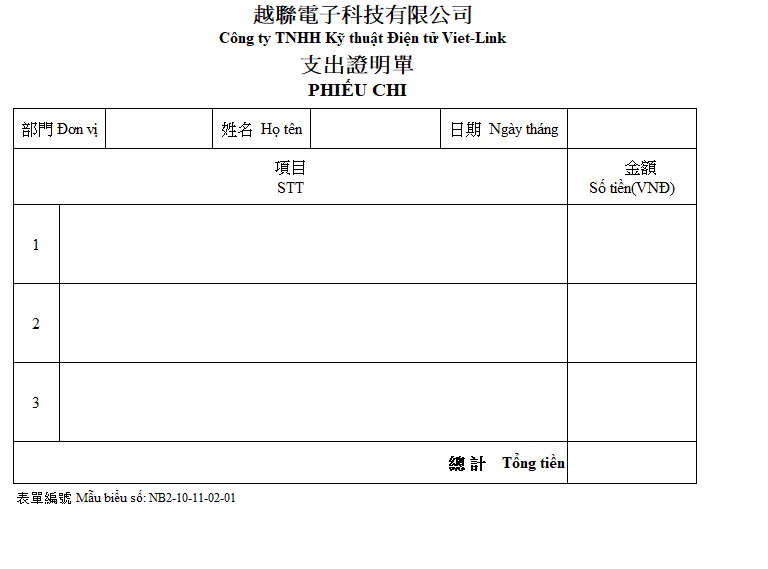 越聯電子科技有限公司
Công ty TNHH Kỹ thuật Điện tử Viet-Link
支出證明單
PHIẾU CHI
部門 Đơn vị 姓名 Họ tên 日期 Ngày tháng
項目 金額
STT Số tiền(VNĐ)
1
2
3
總計 Tổng tiền
表單編號 Mẫu biểu số: NB2-10-11-02-01